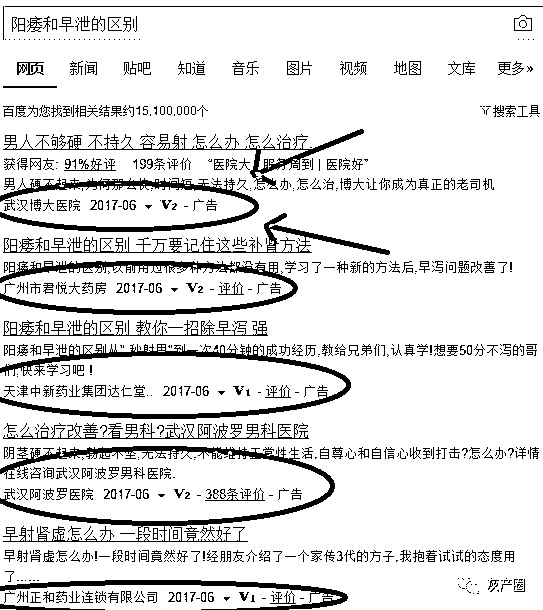 阳痿和早泄的区别
网页 新闻 贴吧 知道 音乐 图片 视频 地图 文库 更多»
百度为您找到相关结果约15,100,000个 搜索工具
男人不够硬 不持久 容易射 怎么办 怎么治疗.
获得网友: 91%好评 199条评价 “医院大 服务周到 | 医院好”
男人硬不起来,为何那么快,时间短,无法持久,怎么办,怎么治,博大让你成为真正的老司机
武汉博大医院 2017-06 V2 - 广告
阳痿和早泄的区别 千万要记住这些补肾方法
阳痿和早泄的区别,以前用过很多种方法都没有用,学习了一种新的方法后,早泻问题改善了!
广州市君悦大药房 2017-06 V2 - 评价 - 广告
阳痿和早泄的区别 教你一招除早泻 强
阳痿和早泄的区别从" 秒射男"到一次40分钟的成功经历,教给兄弟们,认真学!想要50分不泻的哥
们,快来学习吧!
天津中新药业集团达仁堂.. 2017-06 V1 - 评价 - 广告
怎么治疗改善?看男科?武汉阿波罗男科医院
阴茎硬不起来,勃起不坚,无法持久,不能维持正常性生活,自尊心和自信心收到打击?怎么办?详情
在线咨询武汉阿波罗男科医院.
武汉阿波罗医院 2017-06 V2 - 388条评价 - 广告
早射肾虚怎么办 一段时间竟然好了
早射肾虚怎么办!一段时间竟然好了!经朋友介绍了一个家传3代的方子,我抱着试试的态度用
了......
广州正和药业连锁有限公司 2017-06 V1 - 评价 - 广告
灰产圈